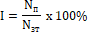 I = Nп / Nэт x 100%